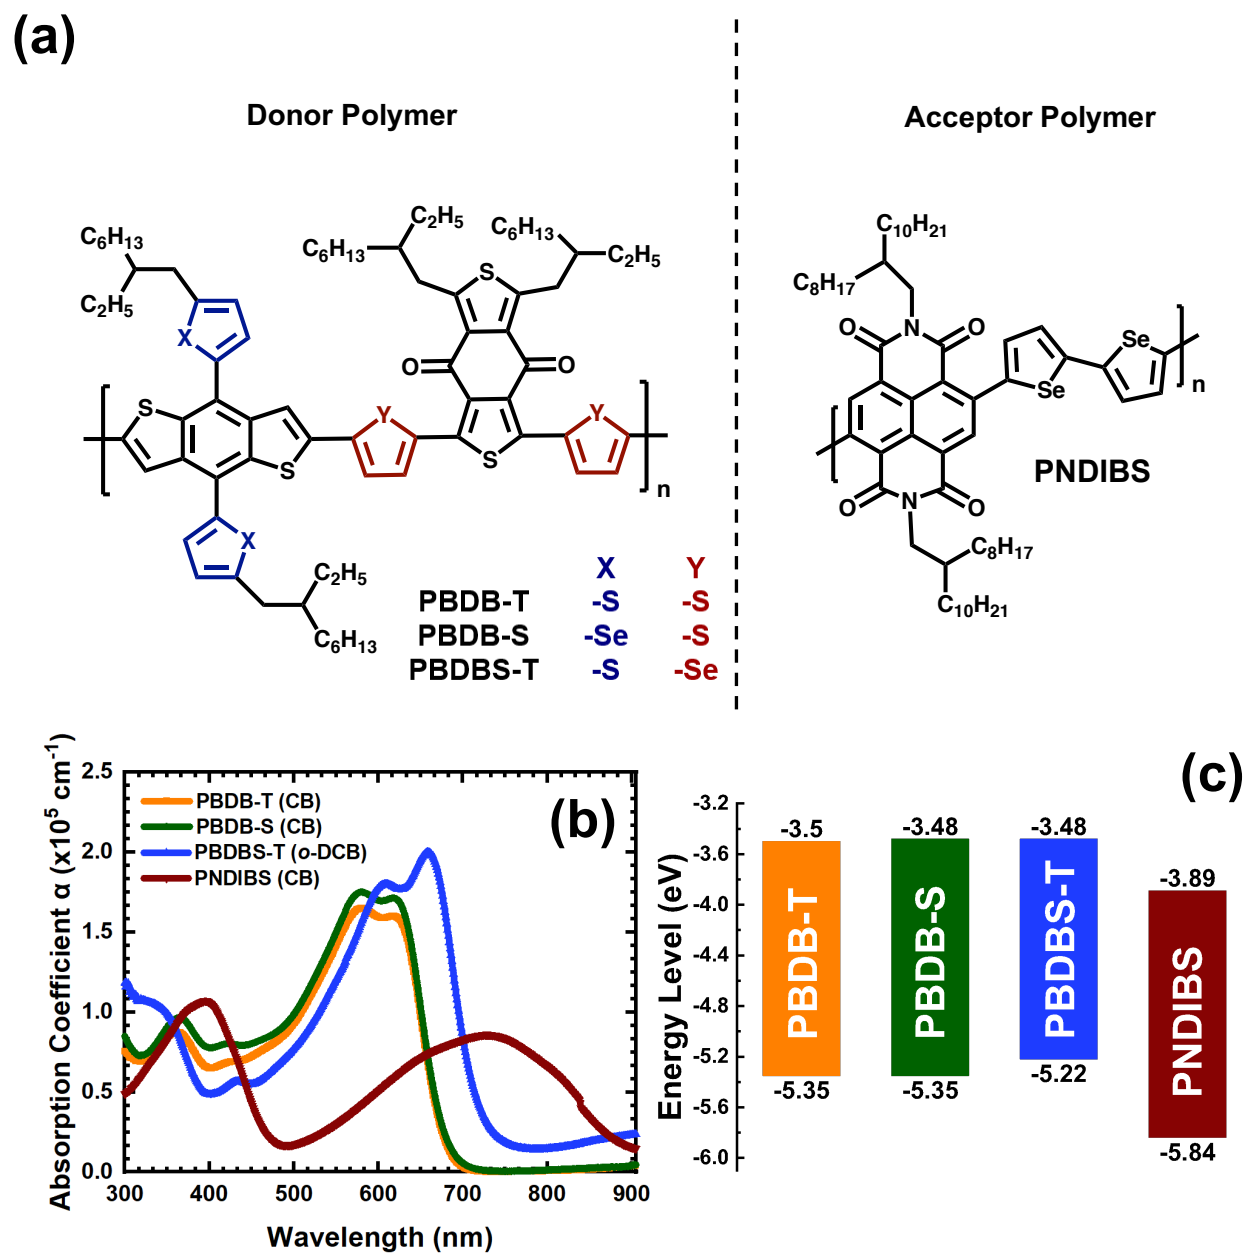 (a)
Donor Polymer
Acceptor Polymer
C₂H₅
C₆H₁₃
C₆H₁₃
C₆H₁₃
C₂H₅
C₂H₅
S
X
O
O
S
Y
Y
S
S
n
X
C₂H₅
C₆H₁₃
C₁₀H₂₁
C₈H₁₇
O
N
O
Se
Se
n
O
N
O
PNDIBS
C₈H₁₇
C₁₀H₂₁
X Y
PBDB-T -S -S
PBDB-S -Se -S
PBDBS-T -S -Se
(b)
Absorption Coefficient α (x10⁵ cm⁻¹)
2.5
2.0
1.5
1.0
0.5
0.0
PBDB-T (CB)
PBDB-S (CB)
PBDBS-T (o-DCB)
PNDIBS (CB)
300 400 500 600 700 800 900
Wavelength (nm)
(c)
Energy Level (eV)
-3.2
-3.6
-4.0
-4.4
-4.8
-5.2
-5.6
-6.0
-3.5
PBDB-T
-5.35
-3.48
PBDB-S
-5.35
-3.48
PBDBS-T
-5.22
-3.89
PNDIBS
-5.84